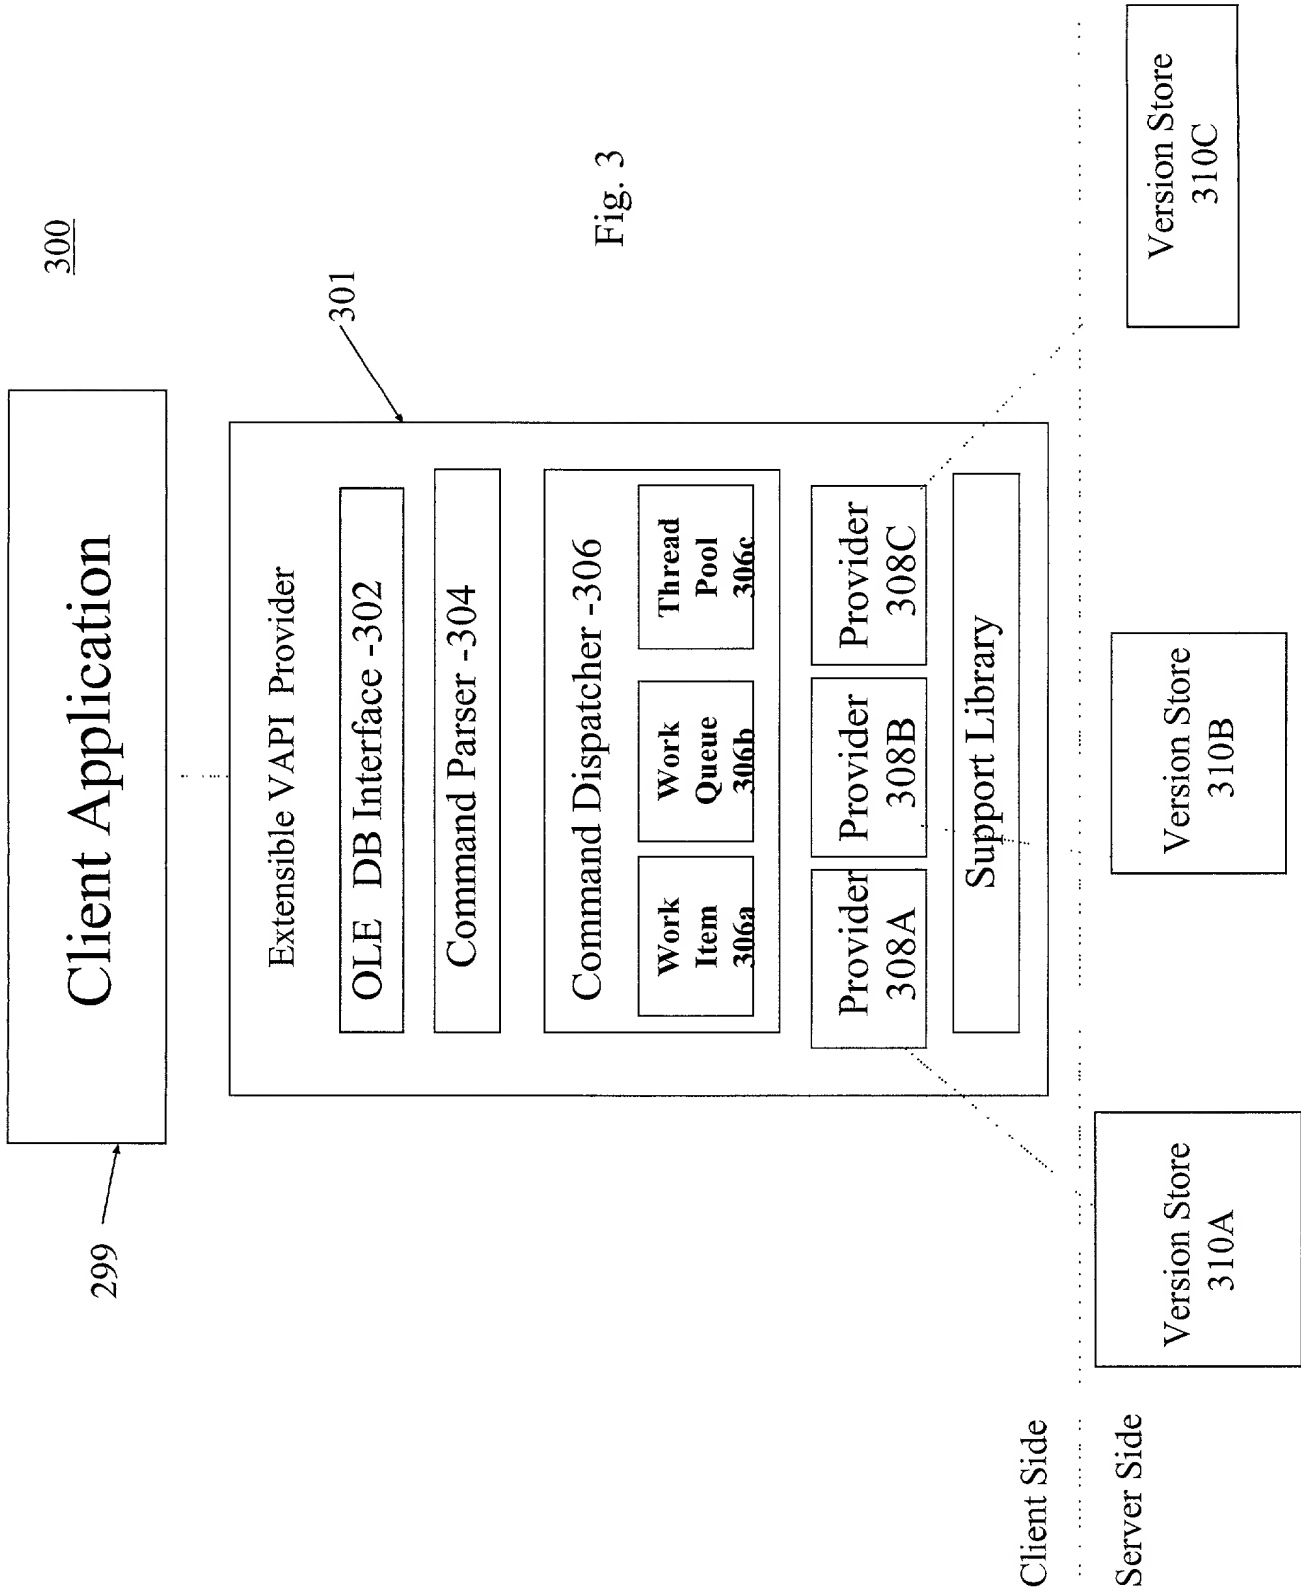 300
Client Application
299
Extensible VAPI Provider
301
OLE DB Interface -302
Command Parser -304
Command Dispatcher -306
Work
Item
306a
Work
Queue
306b
Thread
Pool
306c
Fig. 3
Provider
308A
Provider
308B
Provider
308C
Support Library
Client Side
Server Side
Version Store
310A
Version Store
310B
Version Store
310C